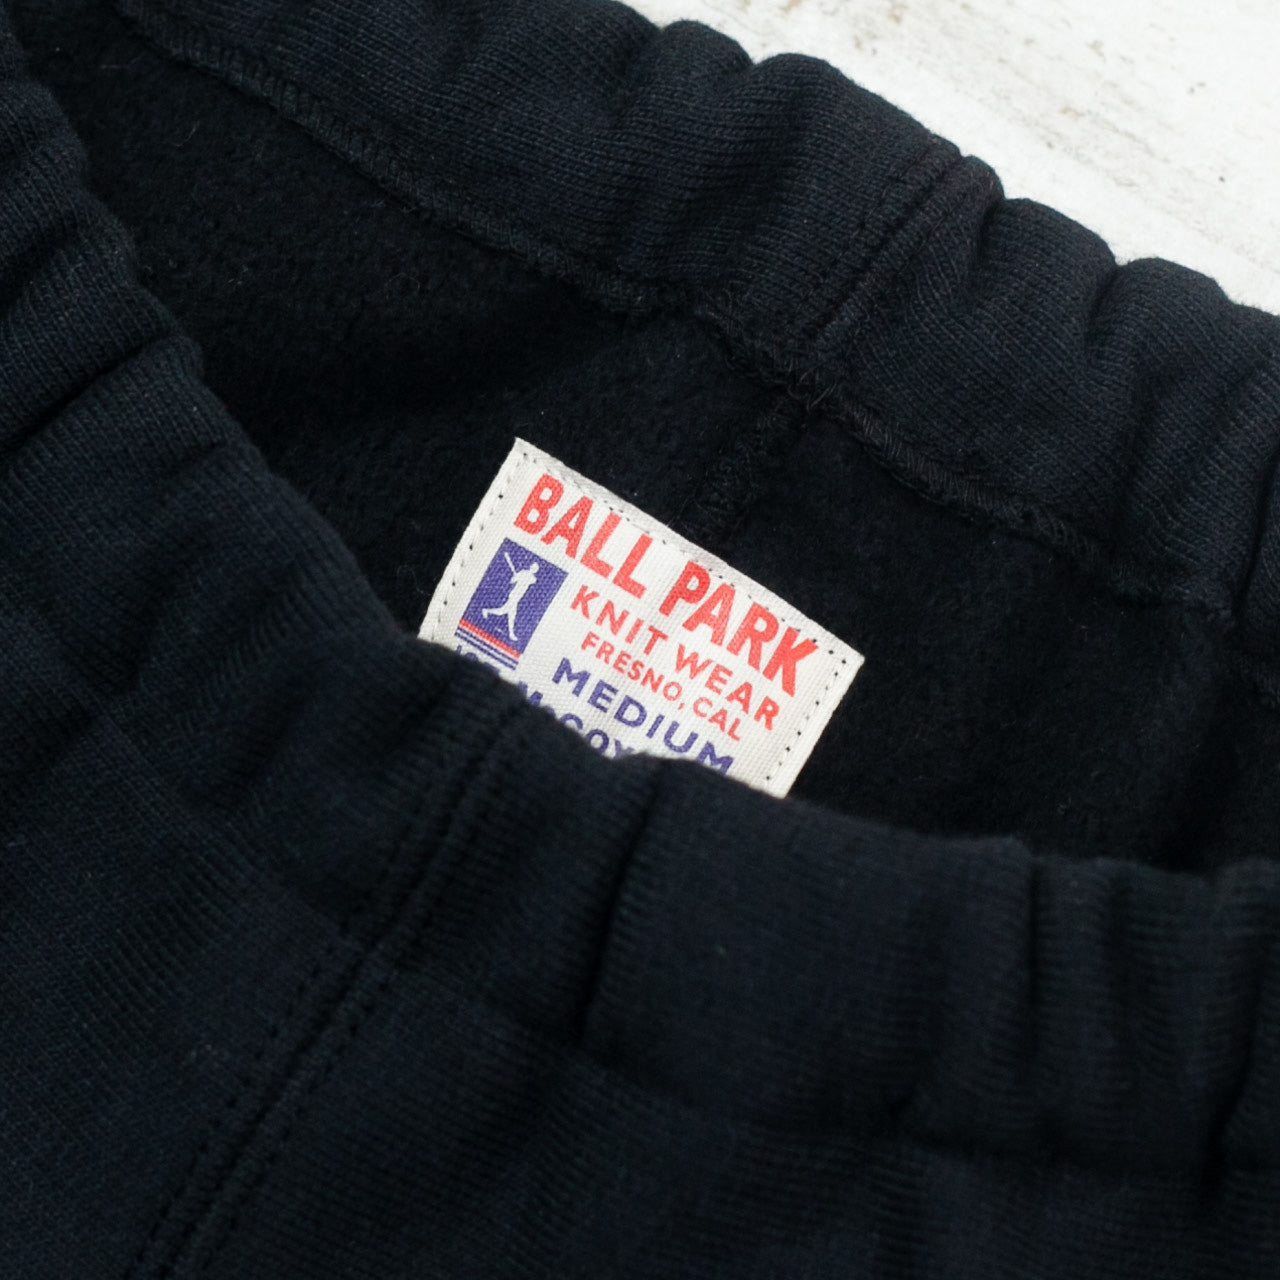 BALL PARK
KNIT WEAR
FRESNO, CAL
MEDIUM